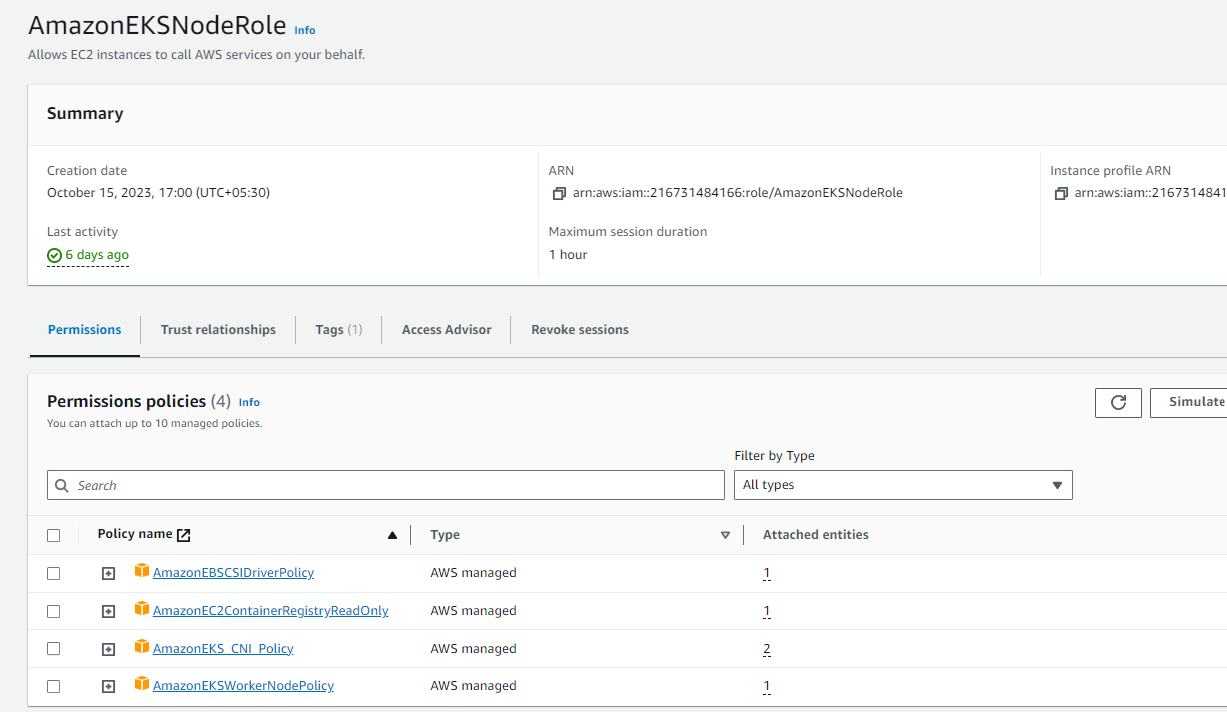 AmazonEKSNodeRole Info
Allows EC2 instances to call AWS services on your behalf.
Summary
Creation date
October 15, 2023, 17:00 (UTC+05:30)
Last activity
6 days ago
ARN
arn:aws:iam::216731484166:role/AmazonEKSNodeRole
Maximum session duration
1 hour
Instance profile ARN
arn:aws:iam::2167314841
Permissions Trust relationships Tags (1) Access Advisor Revoke sessions
Permissions policies (4) Info
You can attach up to 10 managed policies.
Simulate
Filter by Type
Search
All types
Policy name Type Attached entities
AmazonEBSCSIDriverPolicy AWS managed 1
AmazonEC2ContainerRegistryReadOnly AWS managed 1
AmazonEKS_CNI_Policy AWS managed 2
AmazonEKSWorkerNodePolicy AWS managed 1